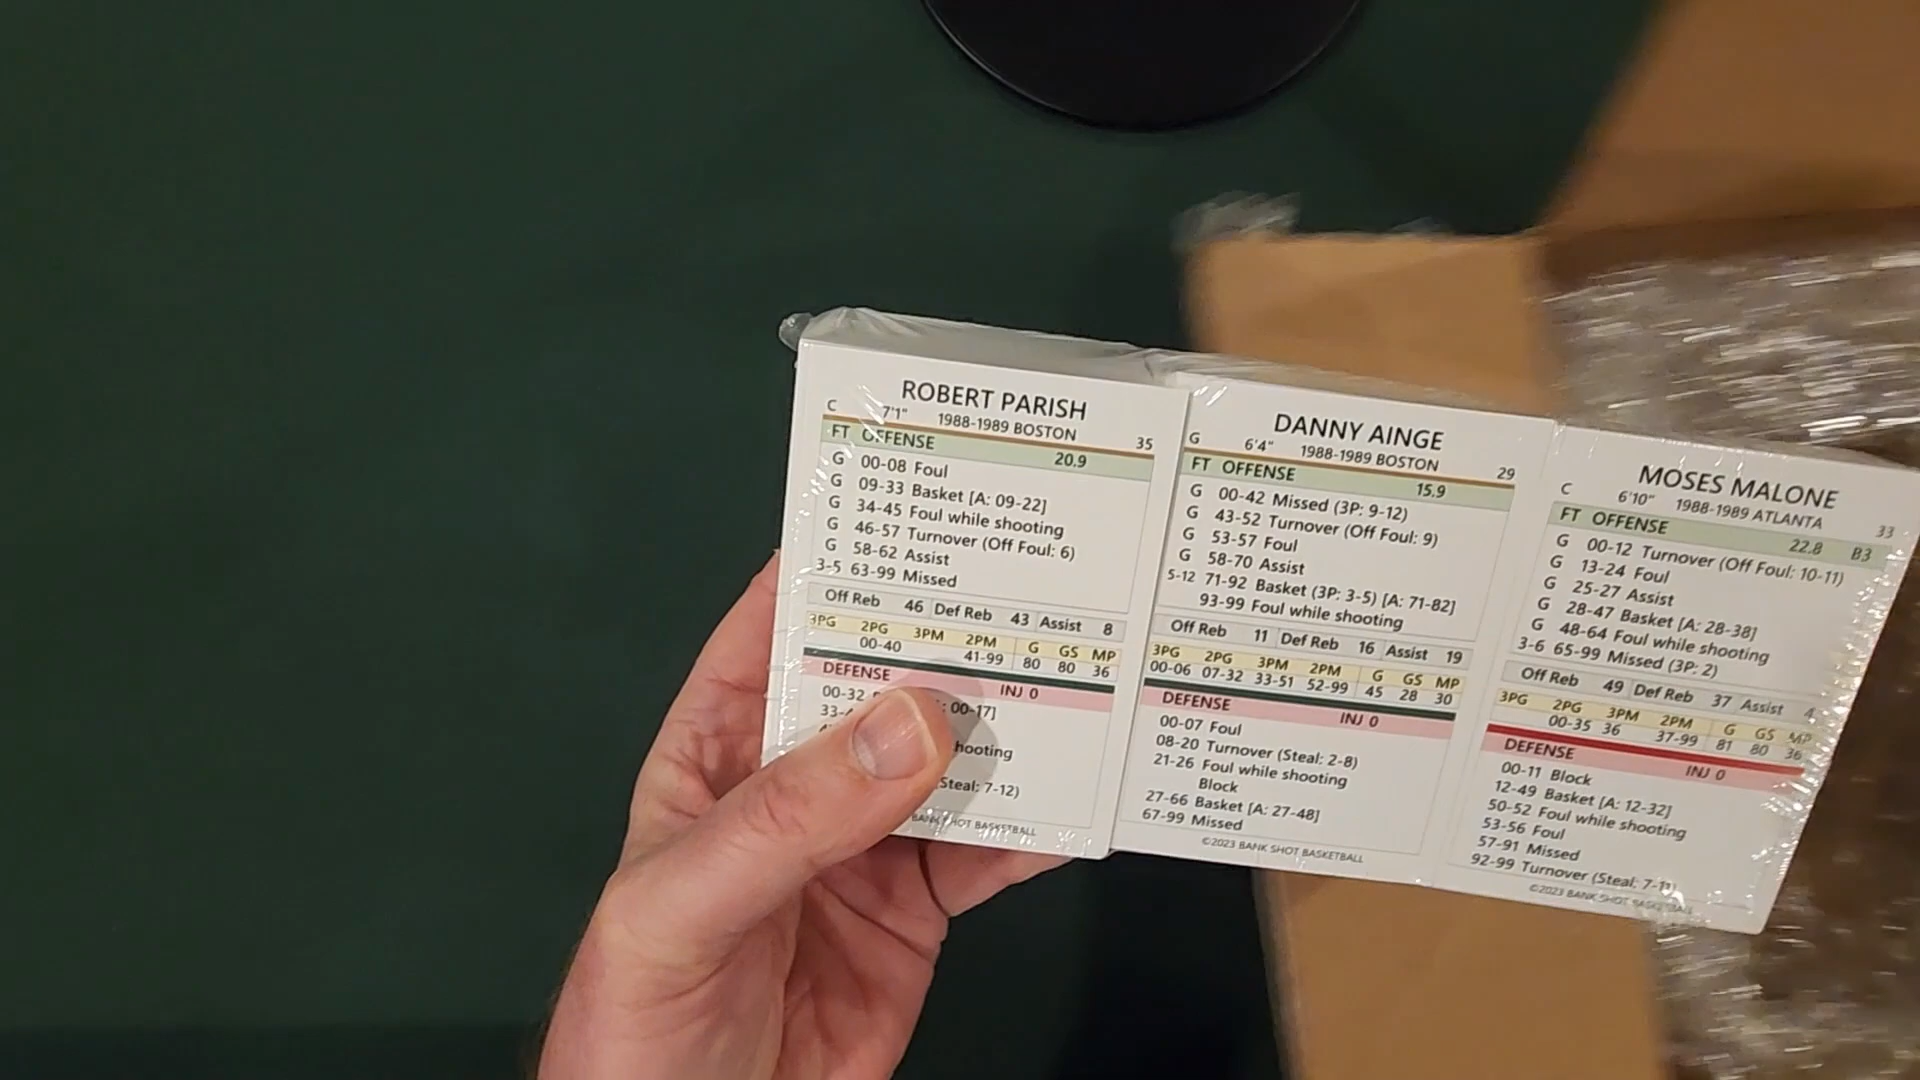 ROBERT PARISH
C 7'1" 1988-1989 BOSTON 35
FT OFFENSE 20.9
G 00-08 Foul
G 09-33 Basket [A: 09-22]
G 34-45 Foul while shooting
G 46-57 Turnover (Off Foul: 6)
G 58-62 Assist
3-5 63-99 Missed
Off Reb 46 Def Reb 43 Assist 8
3PG 2PG 3PM 2PM G GS MP
00-40 41-99 80 80 36
DEFENSE INJ 0
00-32 : 00-17]
33-
hooting
(Steal: 7-12)
BANK SHOT BASKETBALL
DANNY AINGE
G 6'4" 1988-1989 BOSTON 29
FT OFFENSE 15.9
G 00-42 Missed (3P: 9-12)
G 43-52 Turnover (Off Foul: 9)
G 53-57 Foul
G 58-70 Assist
5-12 71-92 Basket (3P: 3-5) [A: 71-82]
93-99 Foul while shooting
Off Reb 11 Def Reb 16 Assist 19
3PG 2PG 3PM 2PM G GS MP
00-06 07-32 33-51 52-99 45 28 30
DEFENSE INJ 0
00-07 Foul
08-20 Turnover (Steal: 2-8)
21-26 Foul while shooting
Block
27-66 Basket [A: 27-48]
67-99 Missed
©2023 BANK SHOT BASKETBALL
MOSES MALONE
C 6'10" 1988-1989 ATLANTA 33
FT OFFENSE 22.8 B3
G 00-12 Turnover (Off Foul: 10-11)
G 13-24 Foul
G 25-27 Assist
G 28-47 Basket [A: 28-38]
G 48-64 Foul while shooting
3-6 65-99 Missed (3P: 2)
Off Reb 49 Def Reb 37 Assist 4
3PG 2PG 3PM 2PM G GS MP
00-35 36 37-99 81 80 36
DEFENSE INJ 0
00-11 Block
12-49 Basket [A: 12-32]
50-52 Foul while shooting
53-56 Foul
57-91 Missed
92-99 Turnover (Steal: 7-11)
©2023 BANK SHOT BASKETBALL